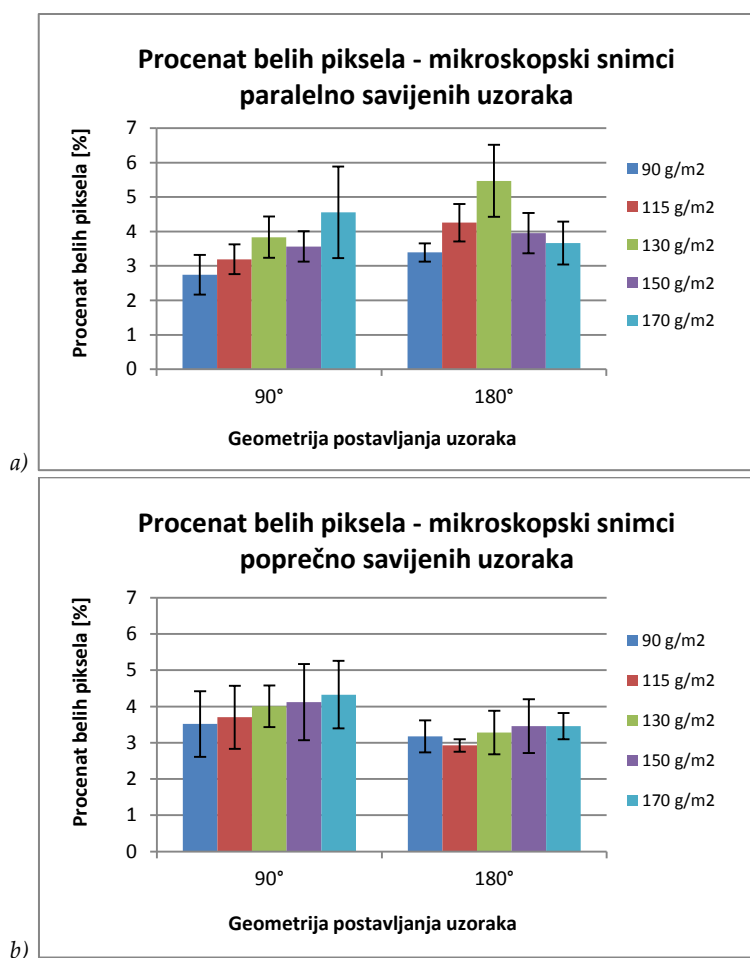 Procenat belih piksela - mikroskopski snimci
paralelno savijenih uzoraka
Procenat belih piksela [%]
7
6
5
4
3
2
1
0
90°
180°
Geometrija postavljanja uzoraka
90 g/m2
115 g/m2
130 g/m2
150 g/m2
170 g/m2
a)
Procenat belih piksela - mikroskopski snimci
poprečno savijenih uzoraka
Procenat belih piksela [%]
7
6
5
4
3
2
1
0
90°
180°
Geometrija postavljanja uzoraka
90 g/m2
115 g/m2
130 g/m2
150 g/m2
170 g/m2
b)